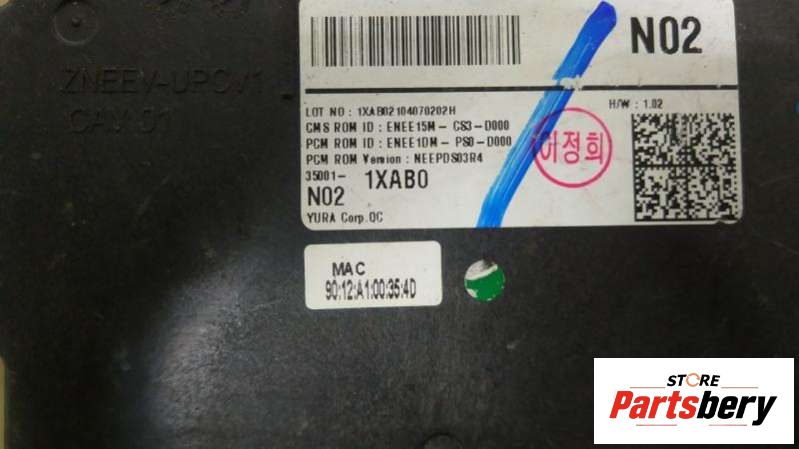 ZNEEV-UPCV1
CAV.01
N02
LOT NO : 1XAB02104070202H
H/W : 1.02
CMS ROM ID : ENEE15M- CS3-D000
PCM ROM ID : ENEE1DM- PS0-D000
PCM ROM Version : NEEPDS03R4
35001- 1XAB0
N02
YURA Corp.QC
이정희
MAC
90:12:A1:00:35:4D
STORE
Partsbery